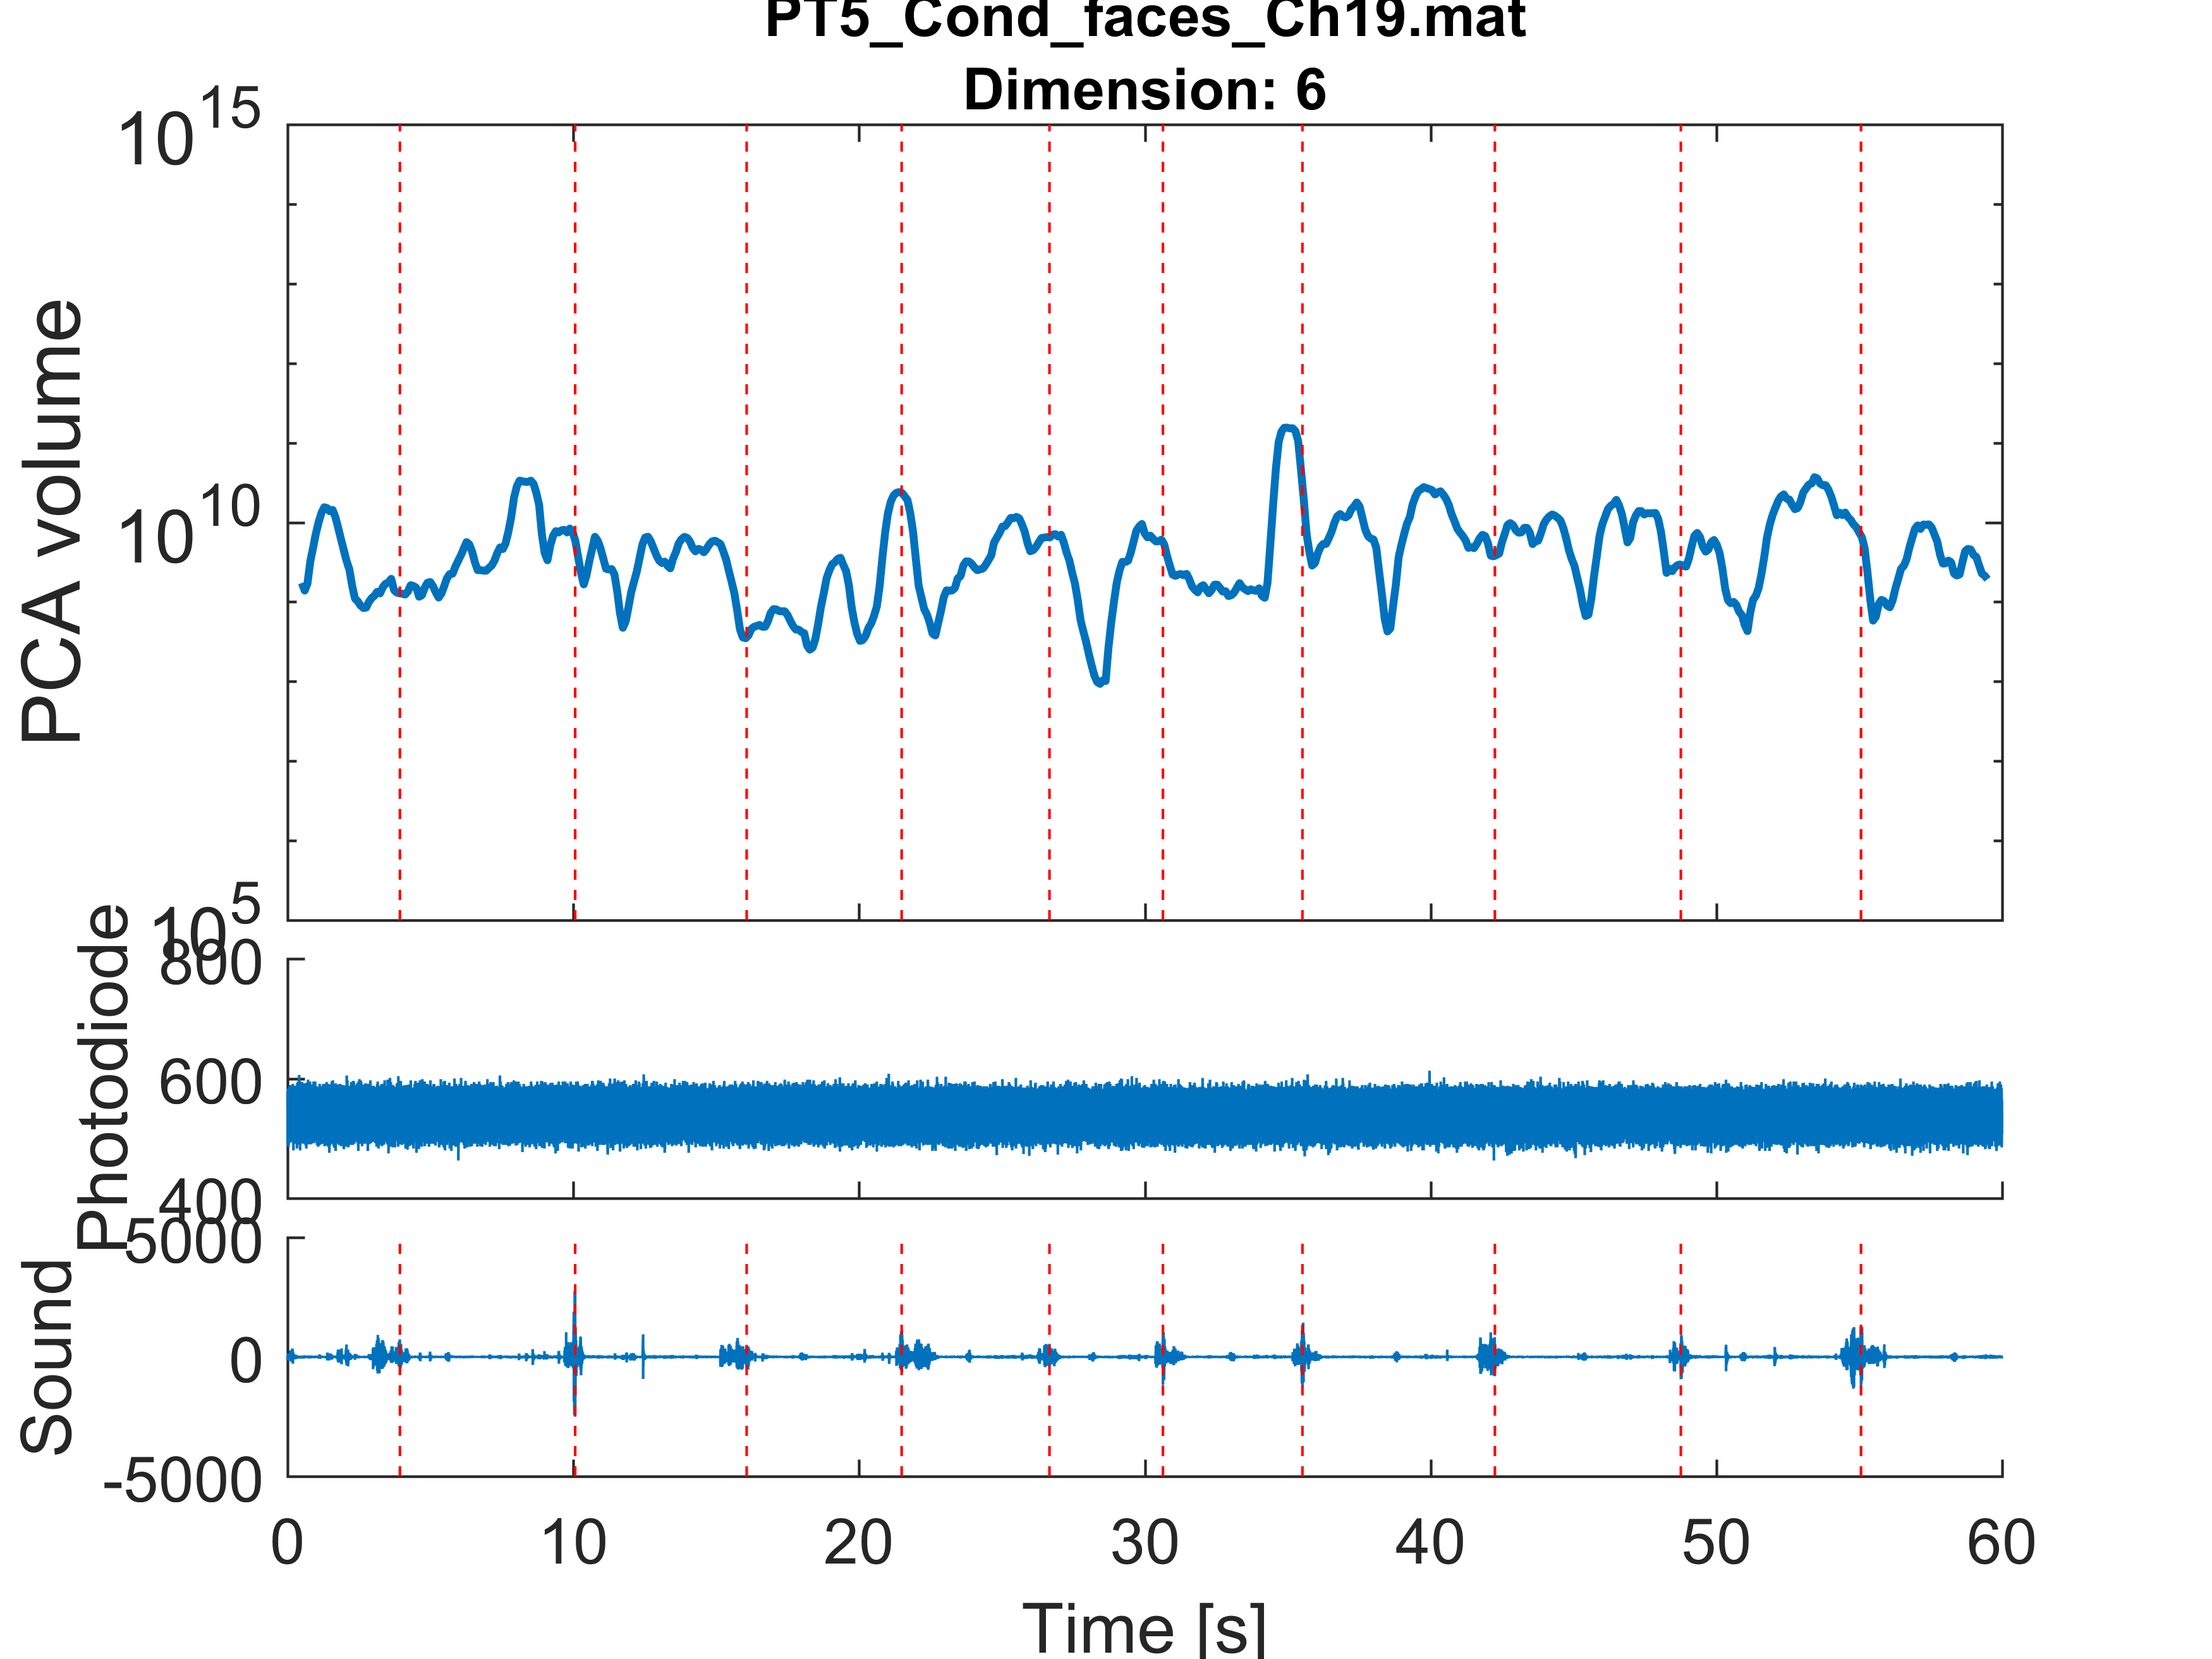 PT5_Cond_faces_Ch19.mat
Dimension: 6
10^15
10^10
10^5
PCA volume
800
600
400
Photodiode
5000
0
-5000
Sound
0 10 20 30 40 50 60
Time [s]